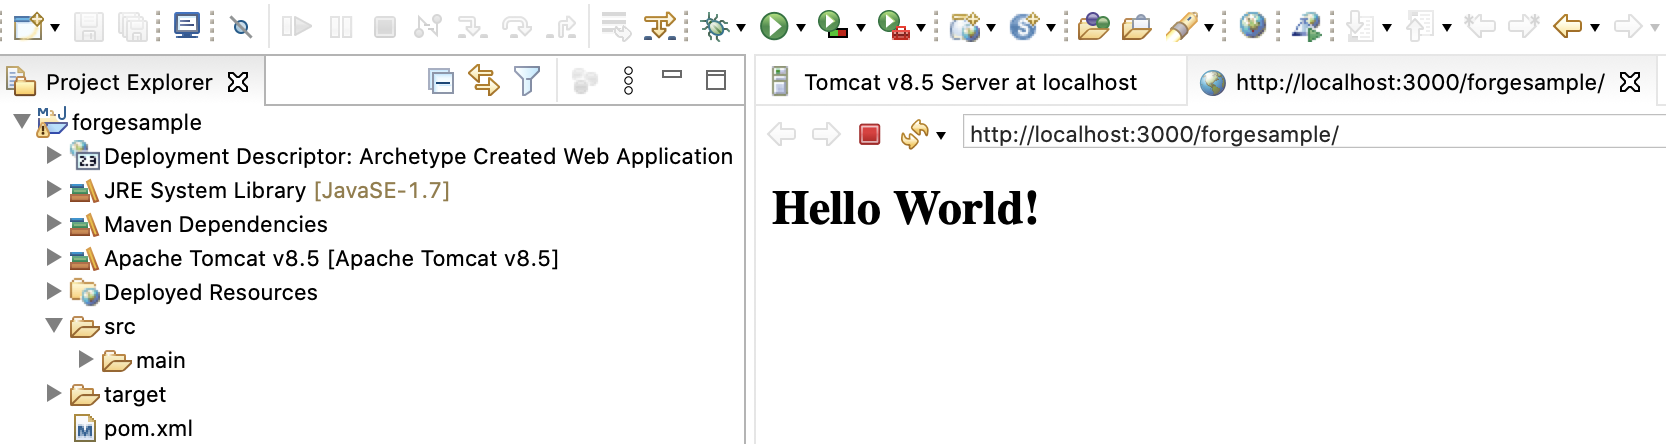 Project Explorer
forgesample
Deployment Descriptor: Archetype Created Web Application
JRE System Library [JavaSE-1.7]
Maven Dependencies
Apache Tomcat v8.5 [Apache Tomcat v8.5]
Deployed Resources
src
main
target
pom.xml
Tomcat v8.5 Server at localhost
http://localhost:3000/forgesample/
http://localhost:3000/forgesample/
Hello World!